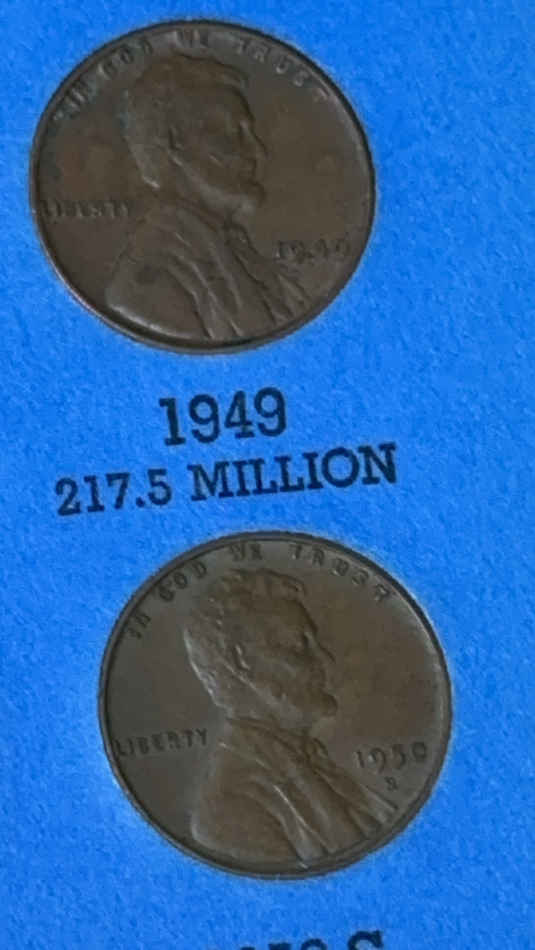 IN GOD WE TRUST
LIBERTY
1949
1949
217.5 MILLION
IN GOD WE TRUST
LIBERTY
1950
S